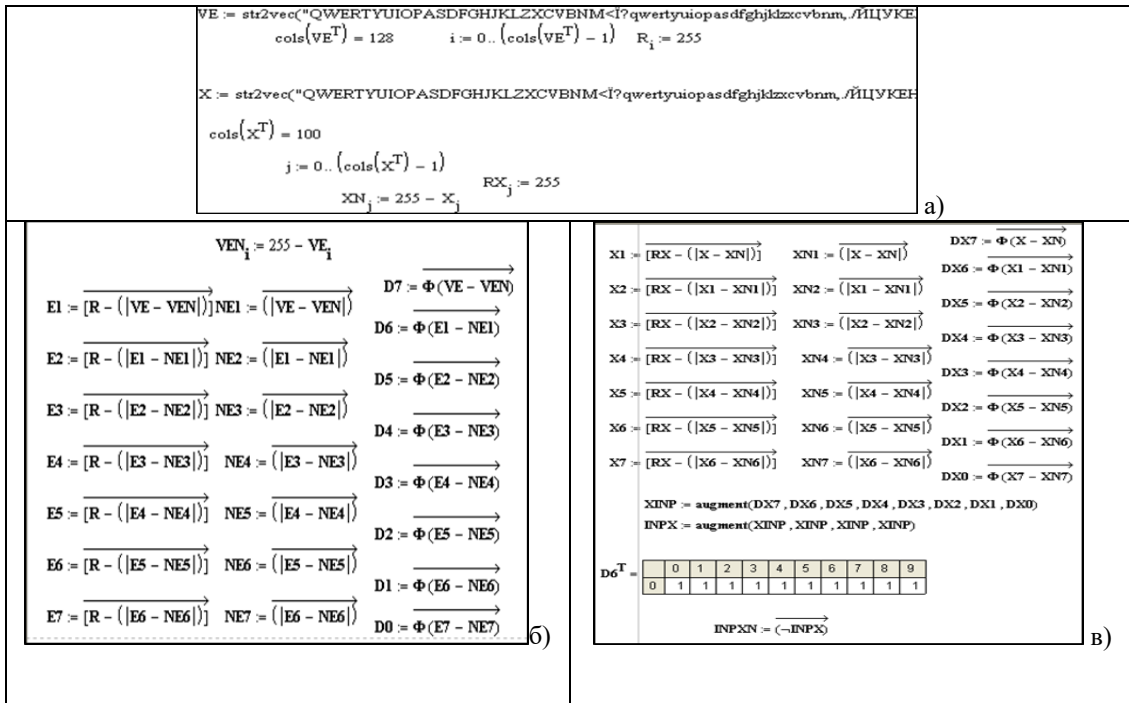 VE := str2vec("QWERTYUIOPASDFGHJKLZXCVBNM<Ï?qwertyuiopasdfghjklzxcvbnm,./ЙЦУКЕН
cols(VE^T) = 128 i := 0 .. (cols(VE^T) − 1) R_i := 255
X := str2vec("QWERTYUIOPASDFGHJKLZXCVBNM<Ï?qwertyuiopasdfghjklzxcvbnm,./ЙЦУКЕН
cols(X^T) = 100
j := 0 .. (cols(X^T) − 1)
RX_j := 255
XN_j := 255 − X_j
а)
VEN_i := 255 − VE_i
E1 := [R − (|VE − VEN|)] NE1 := (|VE − VEN|)
E2 := [R − (|E1 − NE1|)] NE2 := (|E1 − NE1|)
E3 := [R − (|E2 − NE2|)] NE3 := (|E2 − NE2|)
E4 := [R − (|E3 − NE3|)] NE4 := (|E3 − NE3|)
E5 := [R − (|E4 − NE4|)] NE5 := (|E4 − NE4|)
E6 := [R − (|E5 − NE5|)] NE6 := (|E5 − NE5|)
E7 := [R − (|E6 − NE6|)] NE7 := (|E6 − NE6|)
D7 := Φ(VE − VEN)
D6 := Φ(E1 − NE1)
D5 := Φ(E2 − NE2)
D4 := Φ(E3 − NE3)
D3 := Φ(E4 − NE4)
D2 := Φ(E5 − NE5)
D1 := Φ(E6 − NE6)
D0 := Φ(E7 − NE7)
б)
X1 := [RX − (|X − XN|)] XN1 := (|X − XN|)
X2 := [RX − (|X1 − XN1|)] XN2 := (|X1 − XN1|)
X3 := [RX − (|X2 − XN2|)] XN3 := (|X2 − XN2|)
X4 := [RX − (|X3 − XN3|)] XN4 := (|X3 − XN3|)
X5 := [RX − (|X4 − XN4|)] XN5 := (|X4 − XN4|)
X6 := [RX − (|X5 − XN5|)] XN6 := (|X5 − XN5|)
X7 := [RX − (|X6 − XN6|)] XN7 := (|X6 − XN6|)
DX7 := Φ(X − XN)
DX6 := Φ(X1 − XN1)
DX5 := Φ(X2 − XN2)
DX4 := Φ(X3 − XN3)
DX3 := Φ(X4 − XN4)
DX2 := Φ(X5 − XN5)
DX1 := Φ(X6 − XN6)
DX0 := Φ(X7 − XN7)
XINP := augment(DX7 , DX6 , DX5 , DX4 , DX3 , DX2 , DX1 , DX0)
INPX := augment(XINP , XINP , XINP , XINP)
D6^T =
0 1 2 3 4 5 6 7 8 9
0 1 1 1 1 1 1 1 1 1 1
INPXN := (¬INPX)
в)